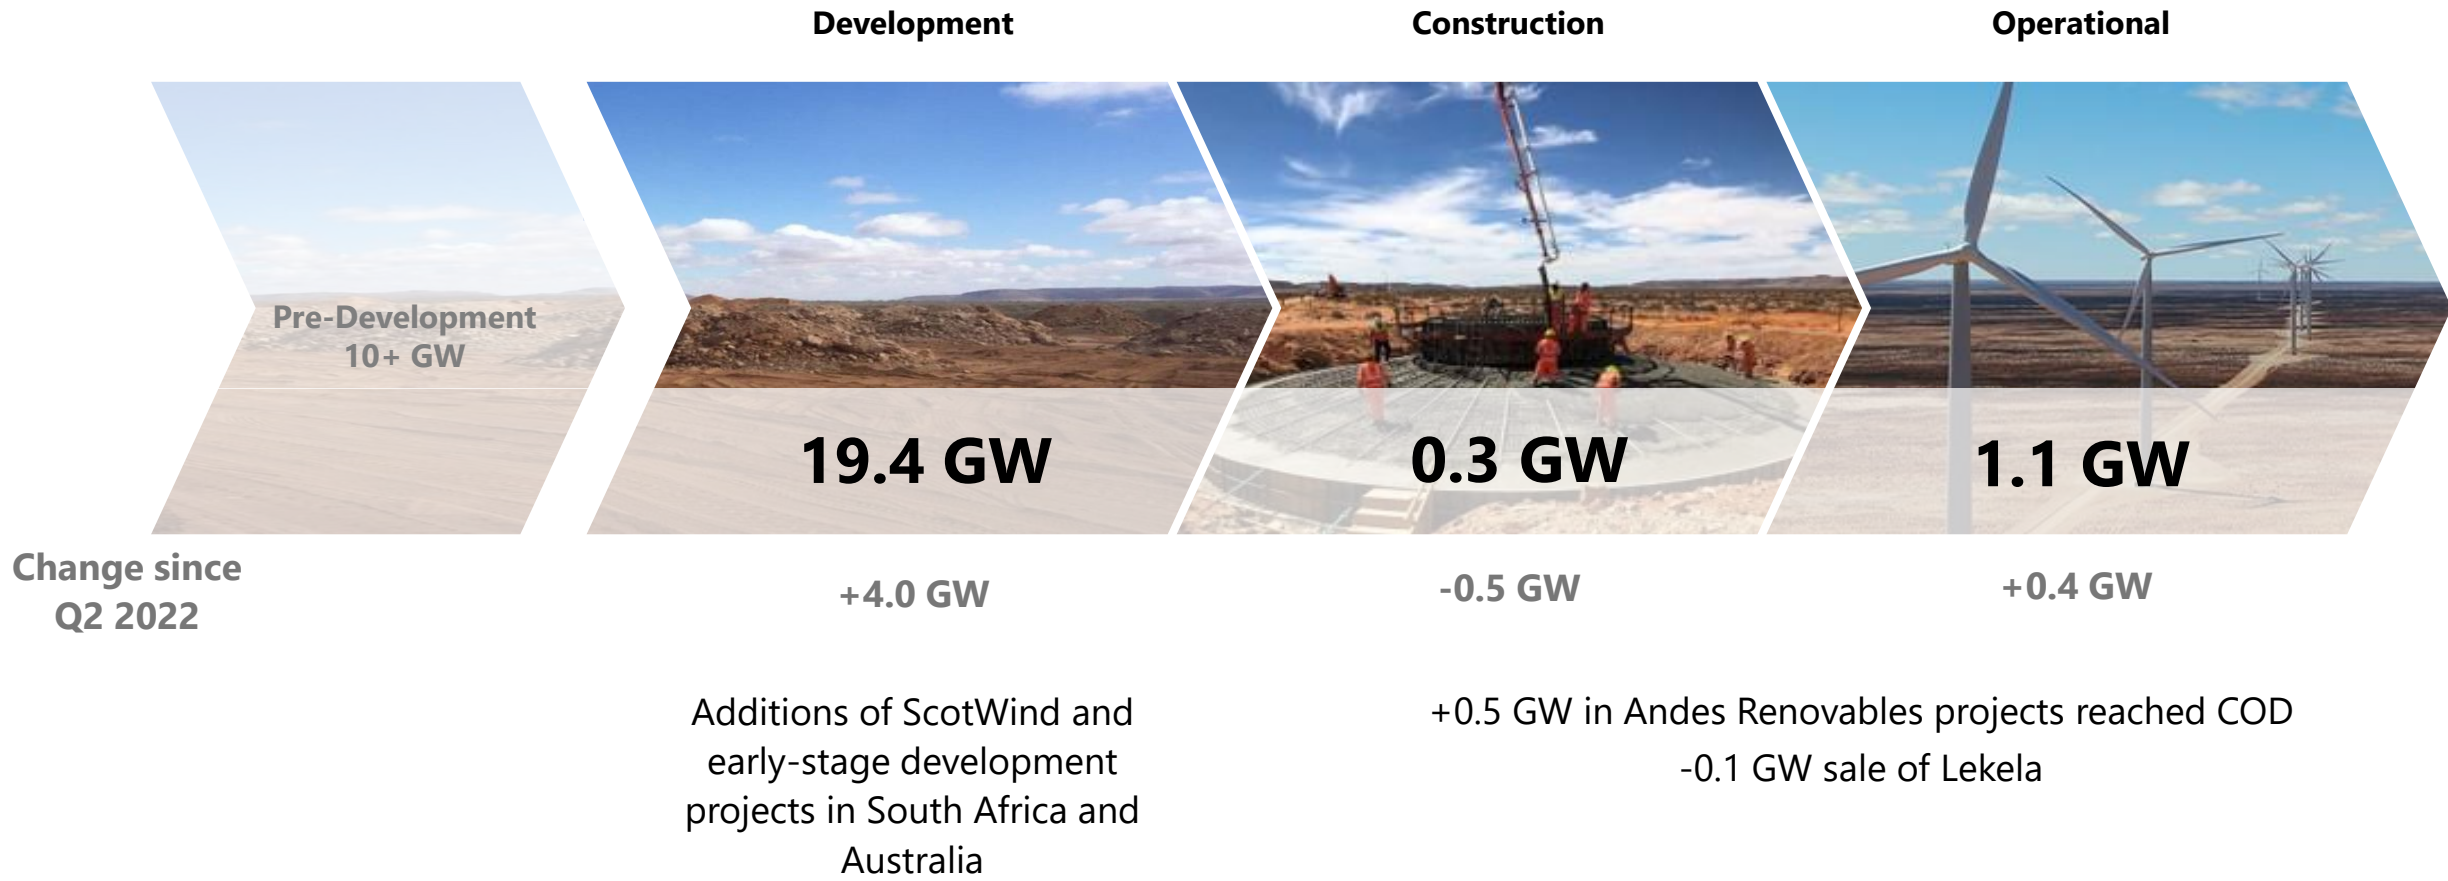 Development
Construction
Operational
Pre-Development
10+ GW
19.4 GW
0.3 GW
1.1 GW
Change since
Q2 2022
+4.0 GW
-0.5 GW
+0.4 GW
Additions of ScotWind and
early-stage development
projects in South Africa and
Australia
+0.5 GW in Andes Renovables projects reached COD
-0.1 GW sale of Lekela